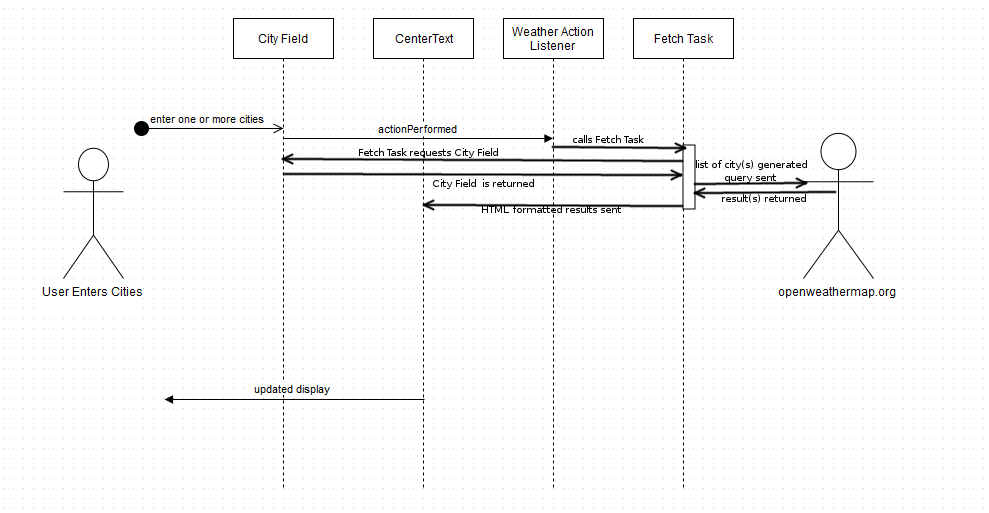 City Field
CenterText
Weather Action
Listener
Fetch Task
enter one or more cities
actionPerformed
calls Fetch Task
Fetch Task requests City Field
list of city(s) generated
query sent
City Field is returned
result(s) returned
HTML formatted results sent
User Enters Cities
openweathermap.org
updated display